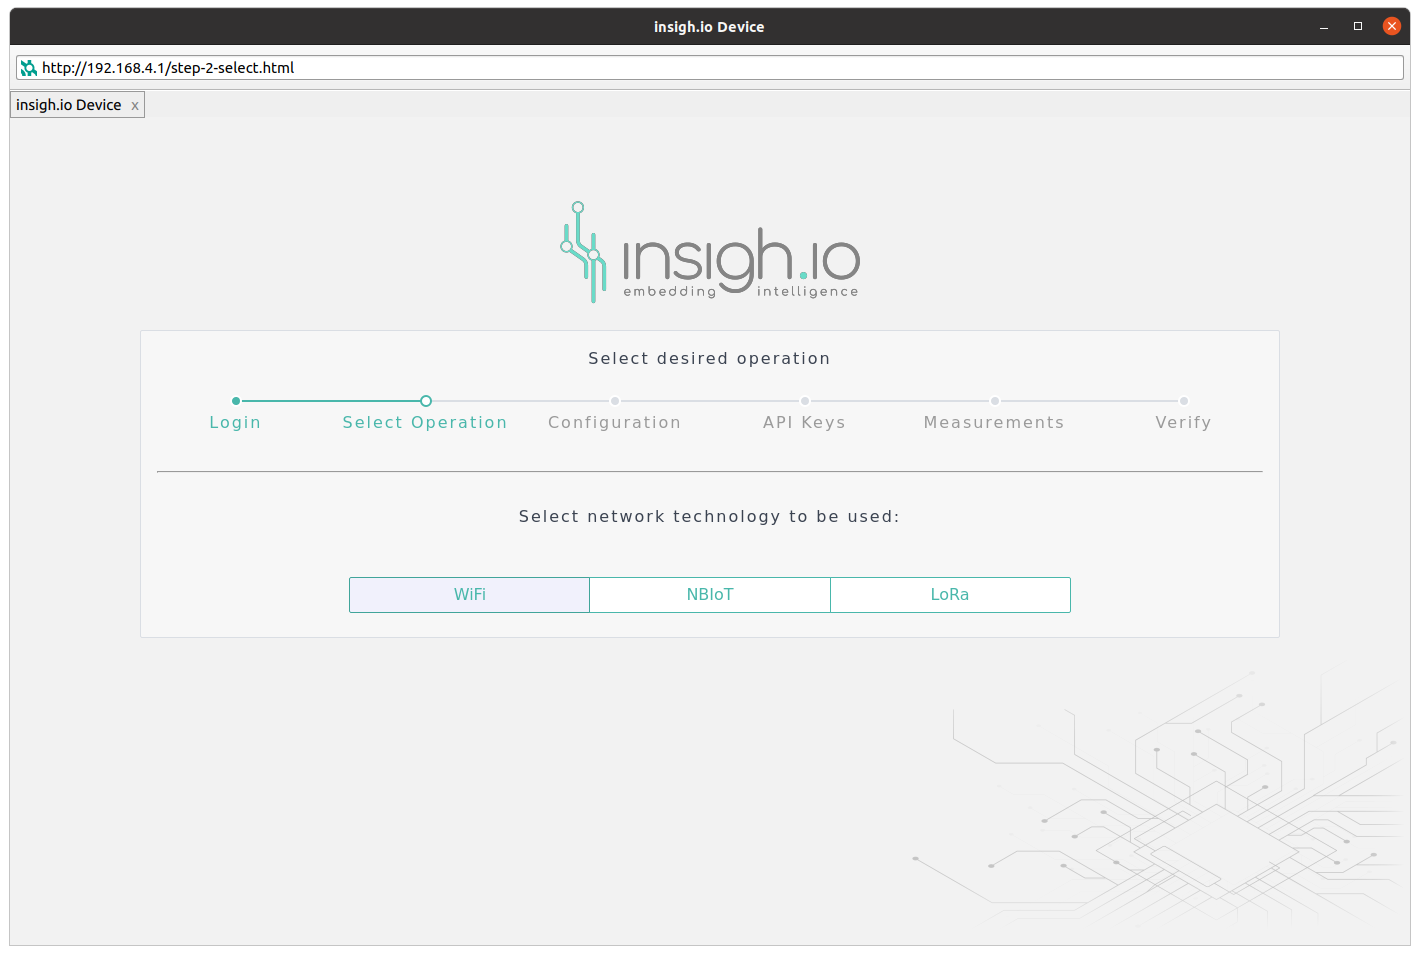 insigh.io Device
http://192.168.4.1/step-2-select.html
insigh.io Device x
insigh.io
embedding intelligence
Select desired operation
Login Select Operation Configuration API Keys Measurements Verify
Select network technology to be used:
WiFi NBIoT LoRa